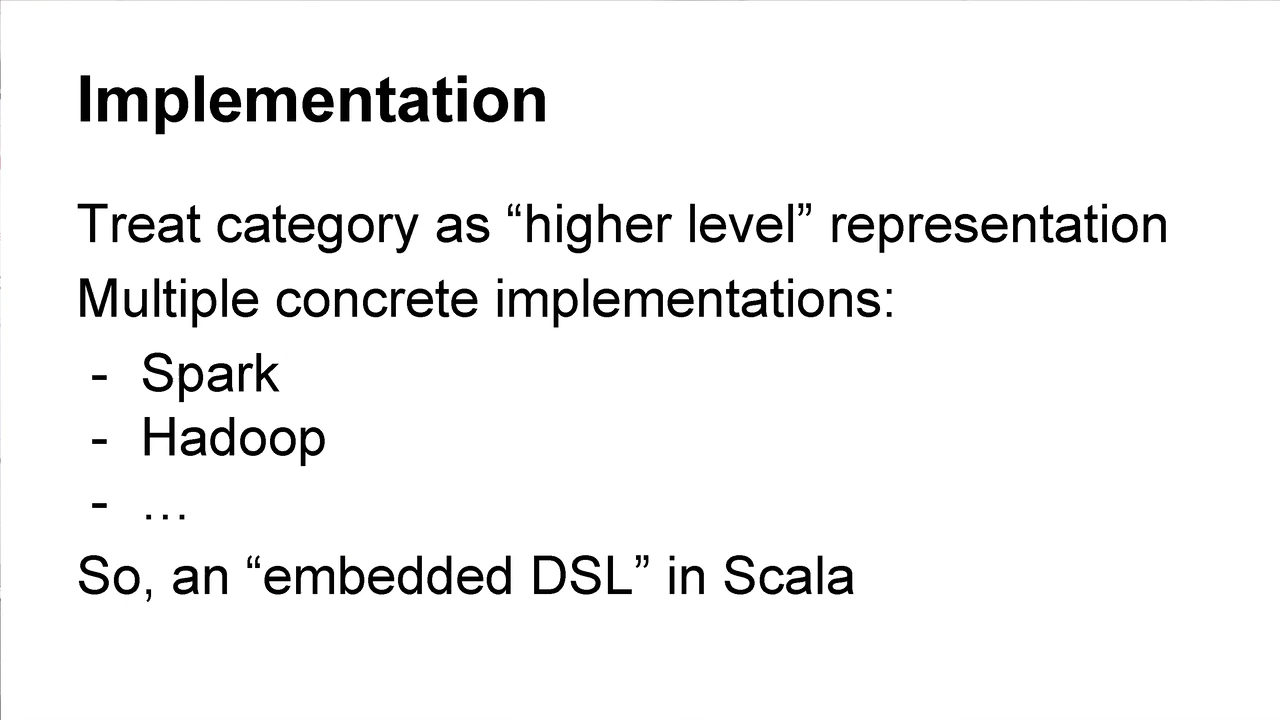 Implementation
Treat category as “higher level” representation
Multiple concrete implementations:
- Spark
- Hadoop
- …
So, an “embedded DSL” in Scala